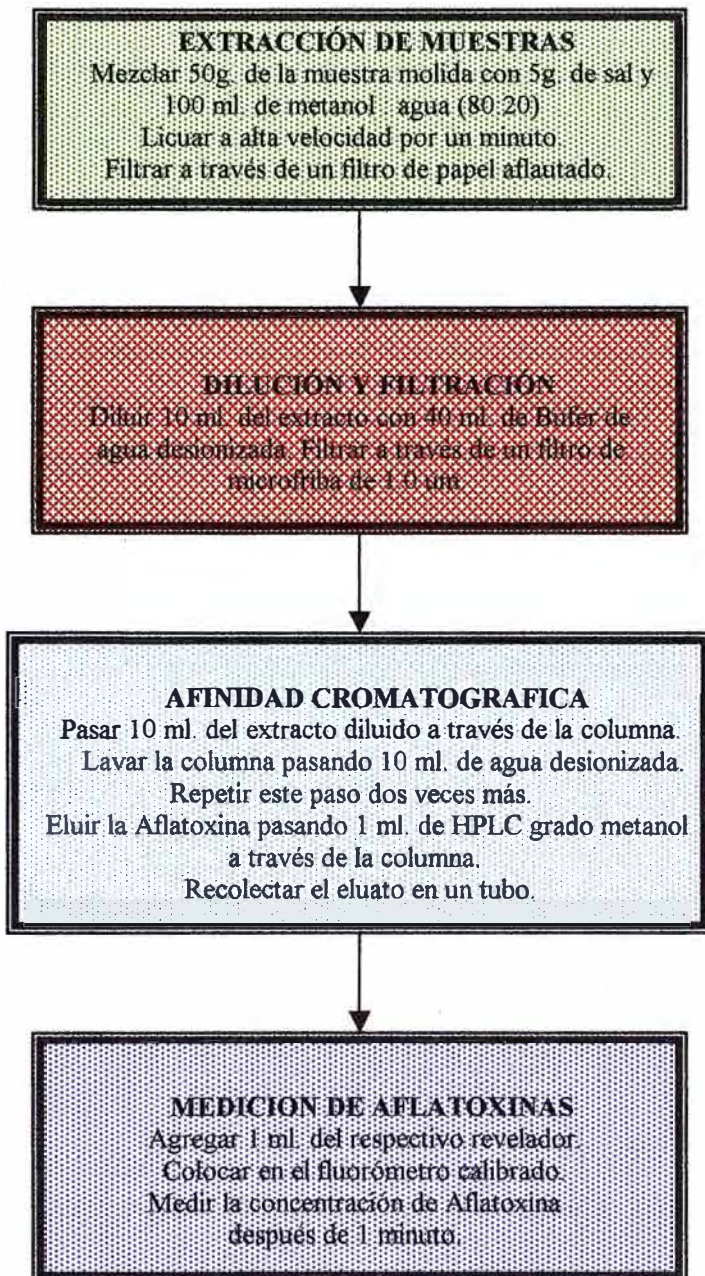 EXTRACCIÓN DE MUESTRAS
Mezclar 50g. de la muestra molida con 5g. de sal y
100 ml. de metanol : agua (80:20)
Licuar a alta velocidad por un minuto.
Filtrar a través de un filtro de papel aflautado.
DILUCIÓN Y FILTRACIÓN
Diluir 10 ml. del extracto con 40 ml. de Bufer de
agua desionizada. Filtrar a través de un filtro de
microfriba de 1.0 um.
AFINIDAD CROMATOGRAFICA
Pasar 10 ml. del extracto diluido a través de la columna.
Lavar la columna pasando 10 ml. de agua desionizada.
Repetir este paso dos veces más.
Eluir la Aflatoxina pasando 1 ml. de HPLC grado metanol
a través de la columna.
Recolectar el eluato en un tubo.
MEDICION DE AFLATOXINAS
Agregar 1 ml. del respectivo revelador.
Colocar en el fluorómetro calibrado.
Medir la concentración de Aflatoxina
después de 1 minuto.